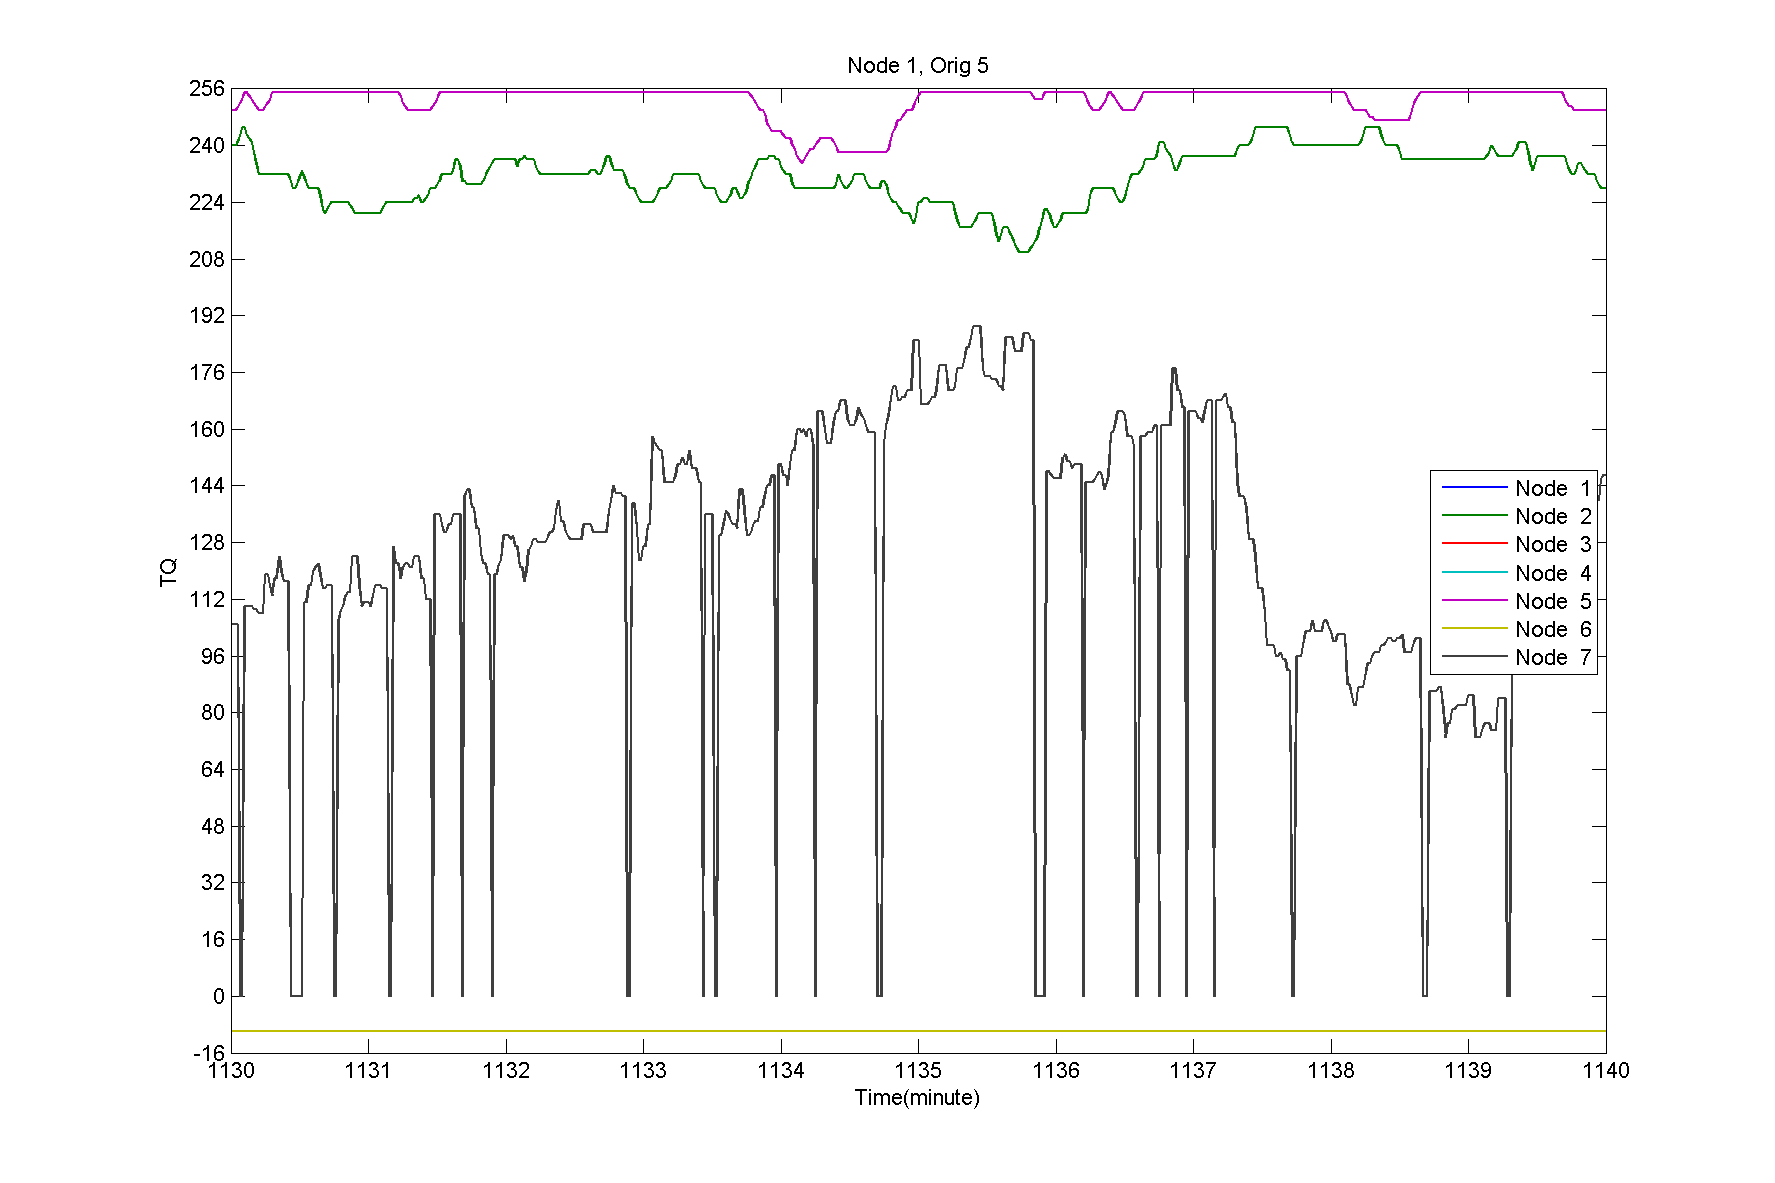 Node 1, Orig 5
256
240
224
208
192
176
160
144
128
112
96
80
64
48
32
16
0
-16
TQ
Node 1
Node 2
Node 3
Node 4
Node 5
Node 6
Node 7
1130 1131 1132 1133 1134 1135 1136 1137 1138 1139 1140
Time(minute)